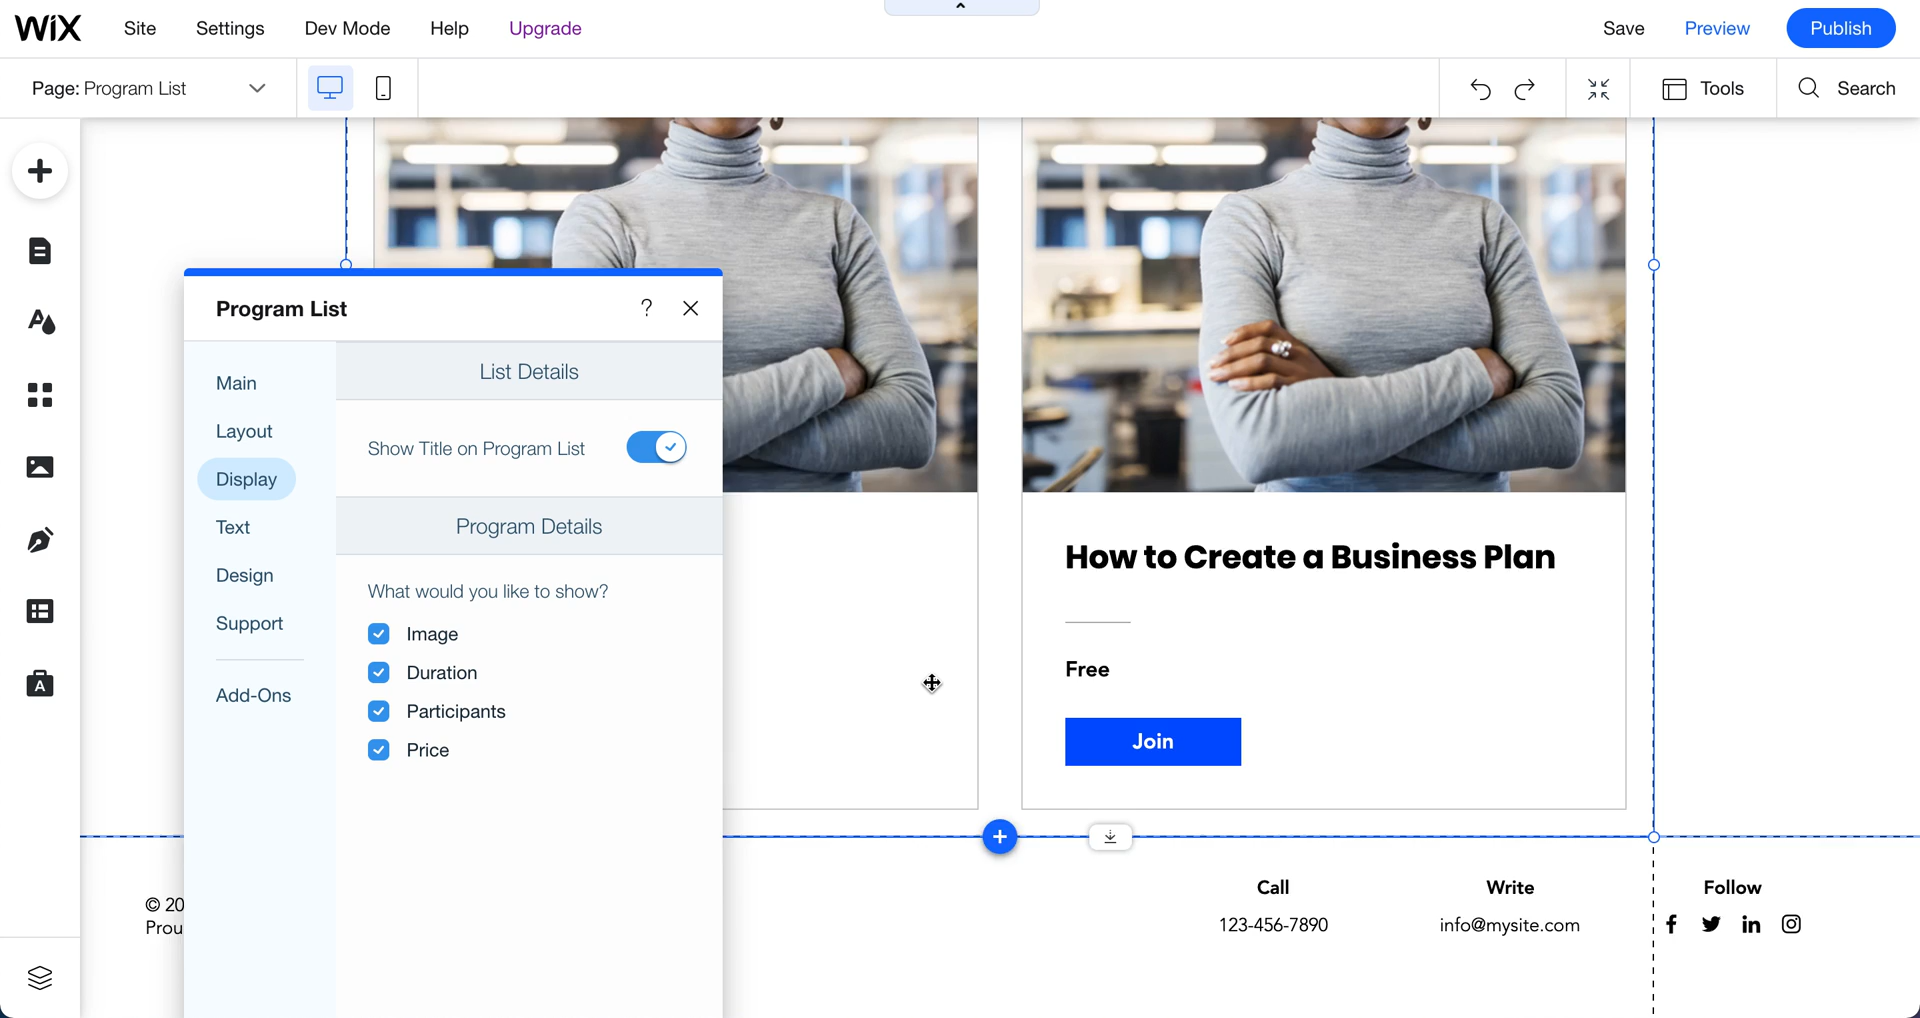 WiX Site Settings Dev Mode Help Upgrade Save Preview Publish
Page: Program List Tools Search
Program List ?
Main
Layout
Display
Text
Design
Support
Add-Ons
List Details
Show Title on Program List
Program Details
What would you like to show?
Image
Duration
Participants
Price
How to Create a Business Plan
Free
Join
© 20
Prou
Call
123-456-7890
Write
info@mysite.com
Follow